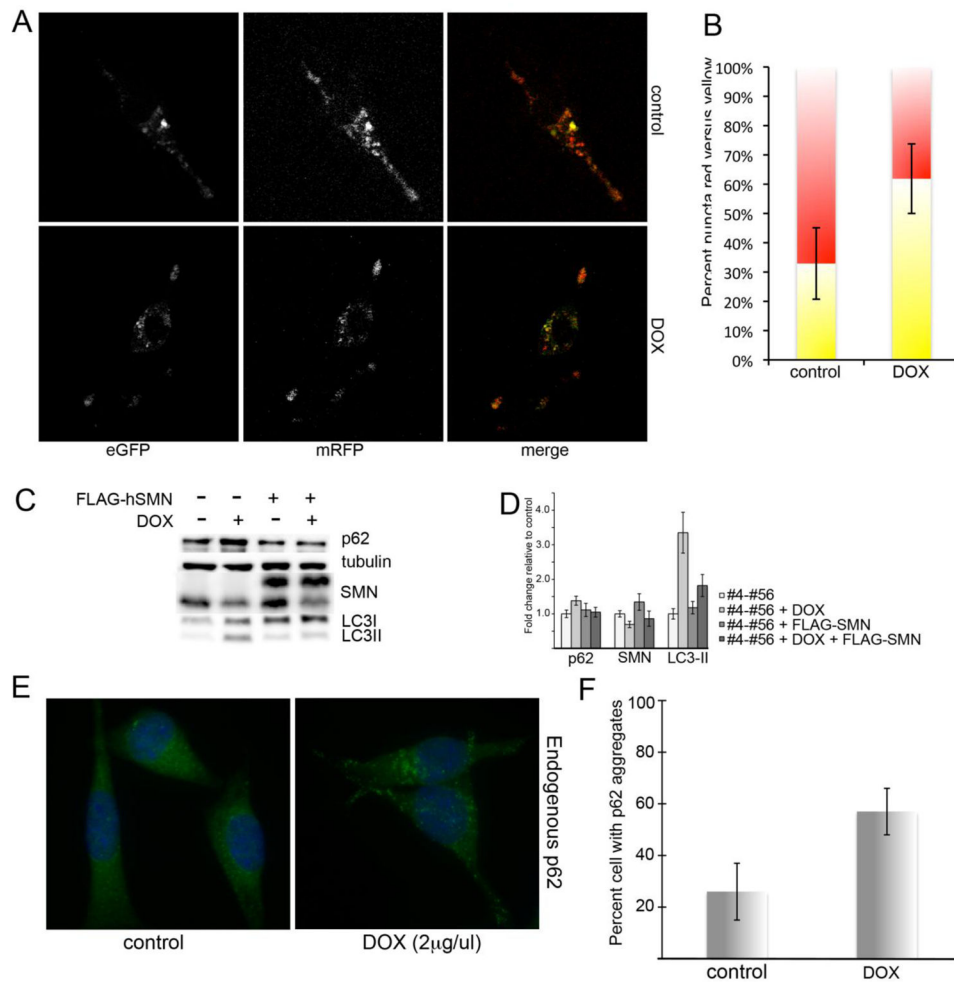 A
control
DOX
eGFP
mRFP
merge
B
Percent puncta red versus yellow
100%
90%
80%
70%
60%
50%
40%
30%
20%
10%
0%
control
DOX
C
FLAG-hSMN - - + +
DOX - + - +
p62
tubulin
SMN
LC3I
LC3II
D
Fold change relative to control
4.0
3.0
2.0
1.0
p62
SMN
LC3-II
#4-#56
#4-#56 + DOX
#4-#56 + FLAG-SMN
#4-#56 + DOX + FLAG-SMN
E
control
DOX (2µg/ul)
Endogenous p62
F
Percent cell with p62 aggregates
100
80
60
40
20
control
DOX